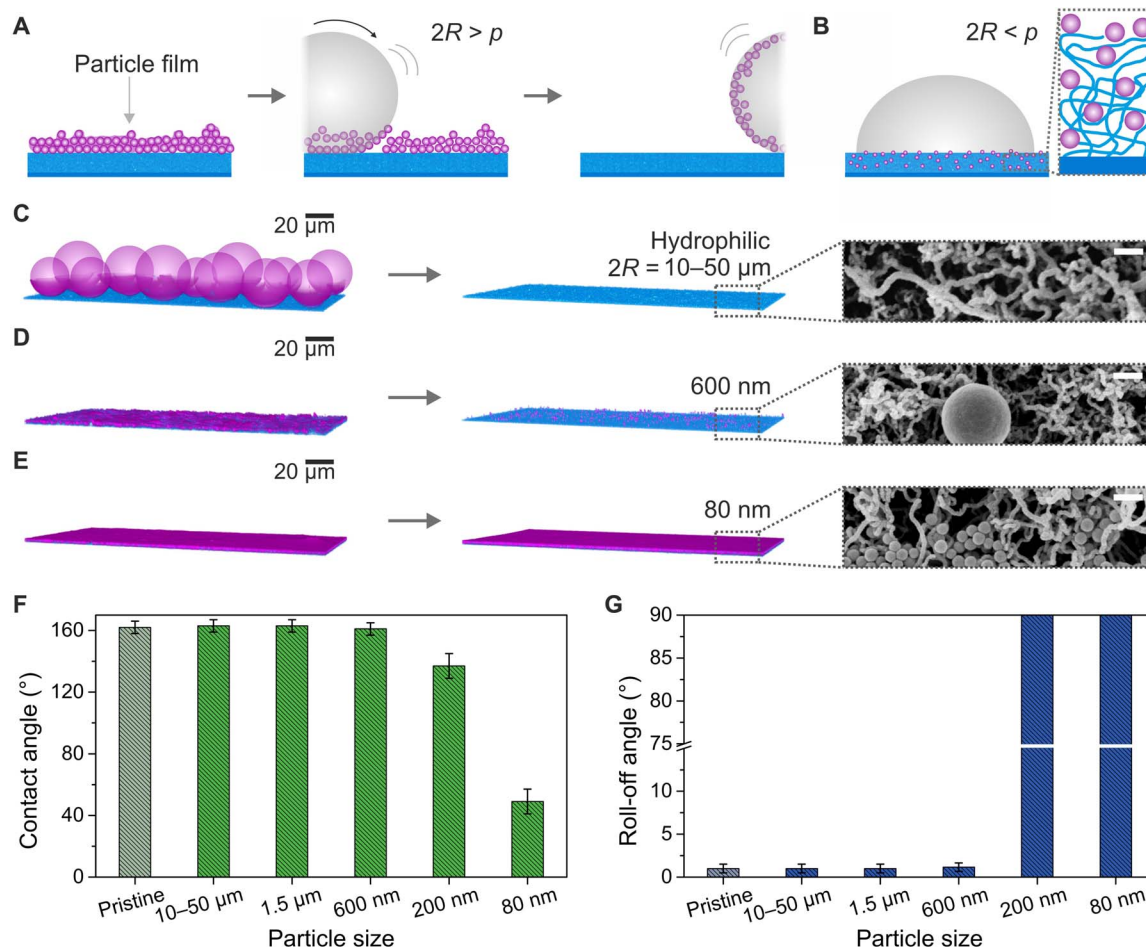 A
Particle film
2R > p
B
2R < p
C
20 µm
Hydrophilic
2R = 10–50 µm
D
20 µm
600 nm
E
20 µm
80 nm
F
Contact angle (°)
160
120
80
40
0
Pristine
10–50 µm
1.5 µm
600 nm
200 nm
80 nm
Particle size
G
Roll-off angle (°)
90
85
80
75
10
5
0
Pristine
10–50 µm
1.5 µm
600 nm
200 nm
80 nm
Particle size